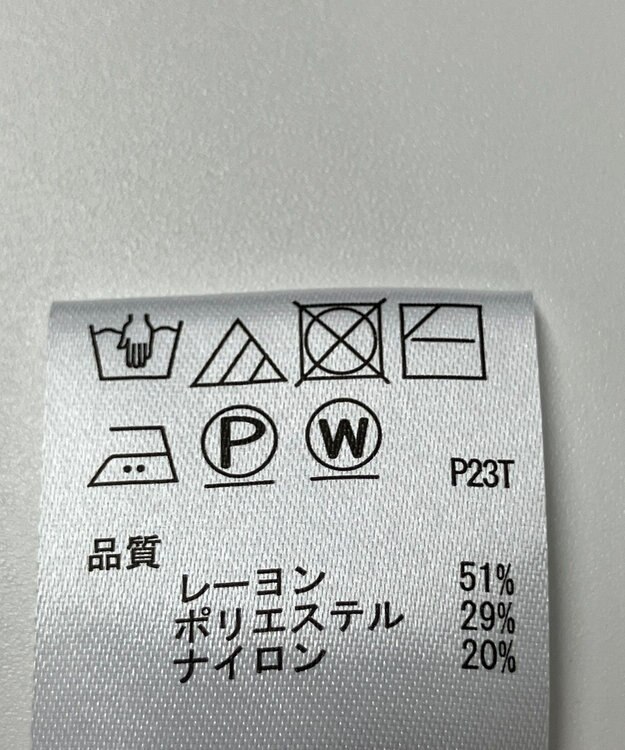 P W P23T
品質
レーヨン 51%
ポリエステル 29%
ナイロン 20%